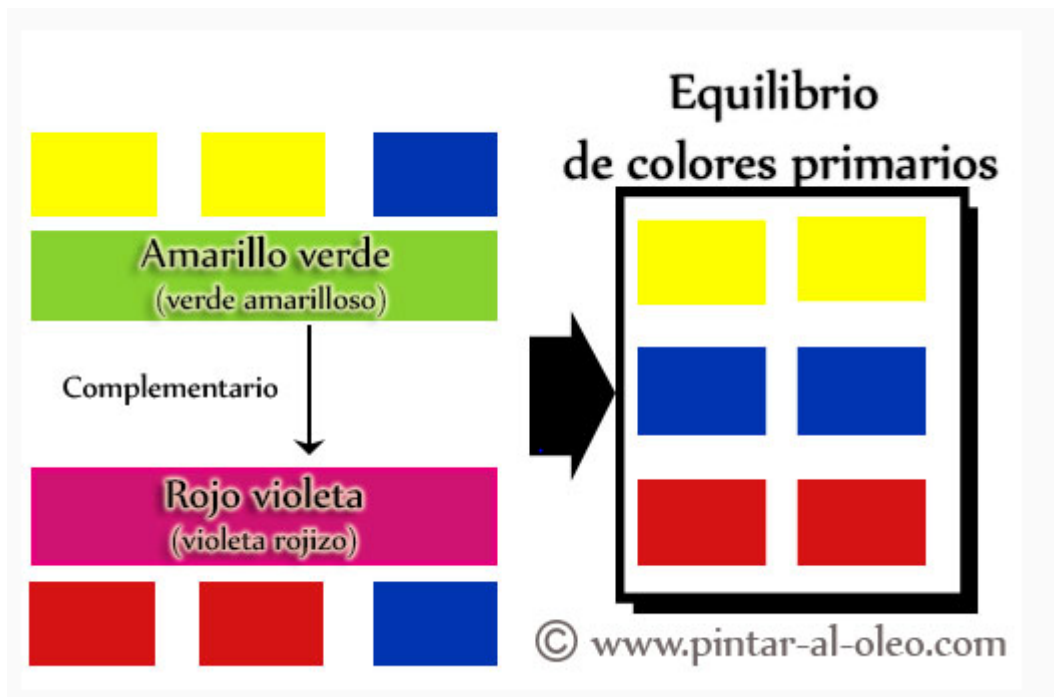 Equilibrio
de colores primarios
Amarillo verde
(verde amarilloso)
Complementario
Rojo violeta
(violeta rojizo)
© www.pintar-al-oleo.com